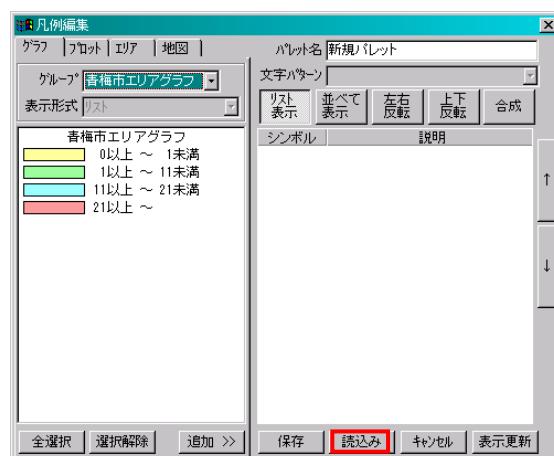 凡例編集
グラフ プロット エリア 地図
グループ 青梅市エリアグラフ
表示形式 リスト
青梅市エリアグラフ
0以上 ～ 1未満
1以上 ～ 11未満
11以上 ～ 21未満
21以上 ～
全選択 選択解除 追加 >>
パレット名 新規パレット
文字パターン
リスト表示 並べて表示 左右反転 上下反転 合成
シンボル 説明
↑
↓
保存 読込み キャンセル 表示更新